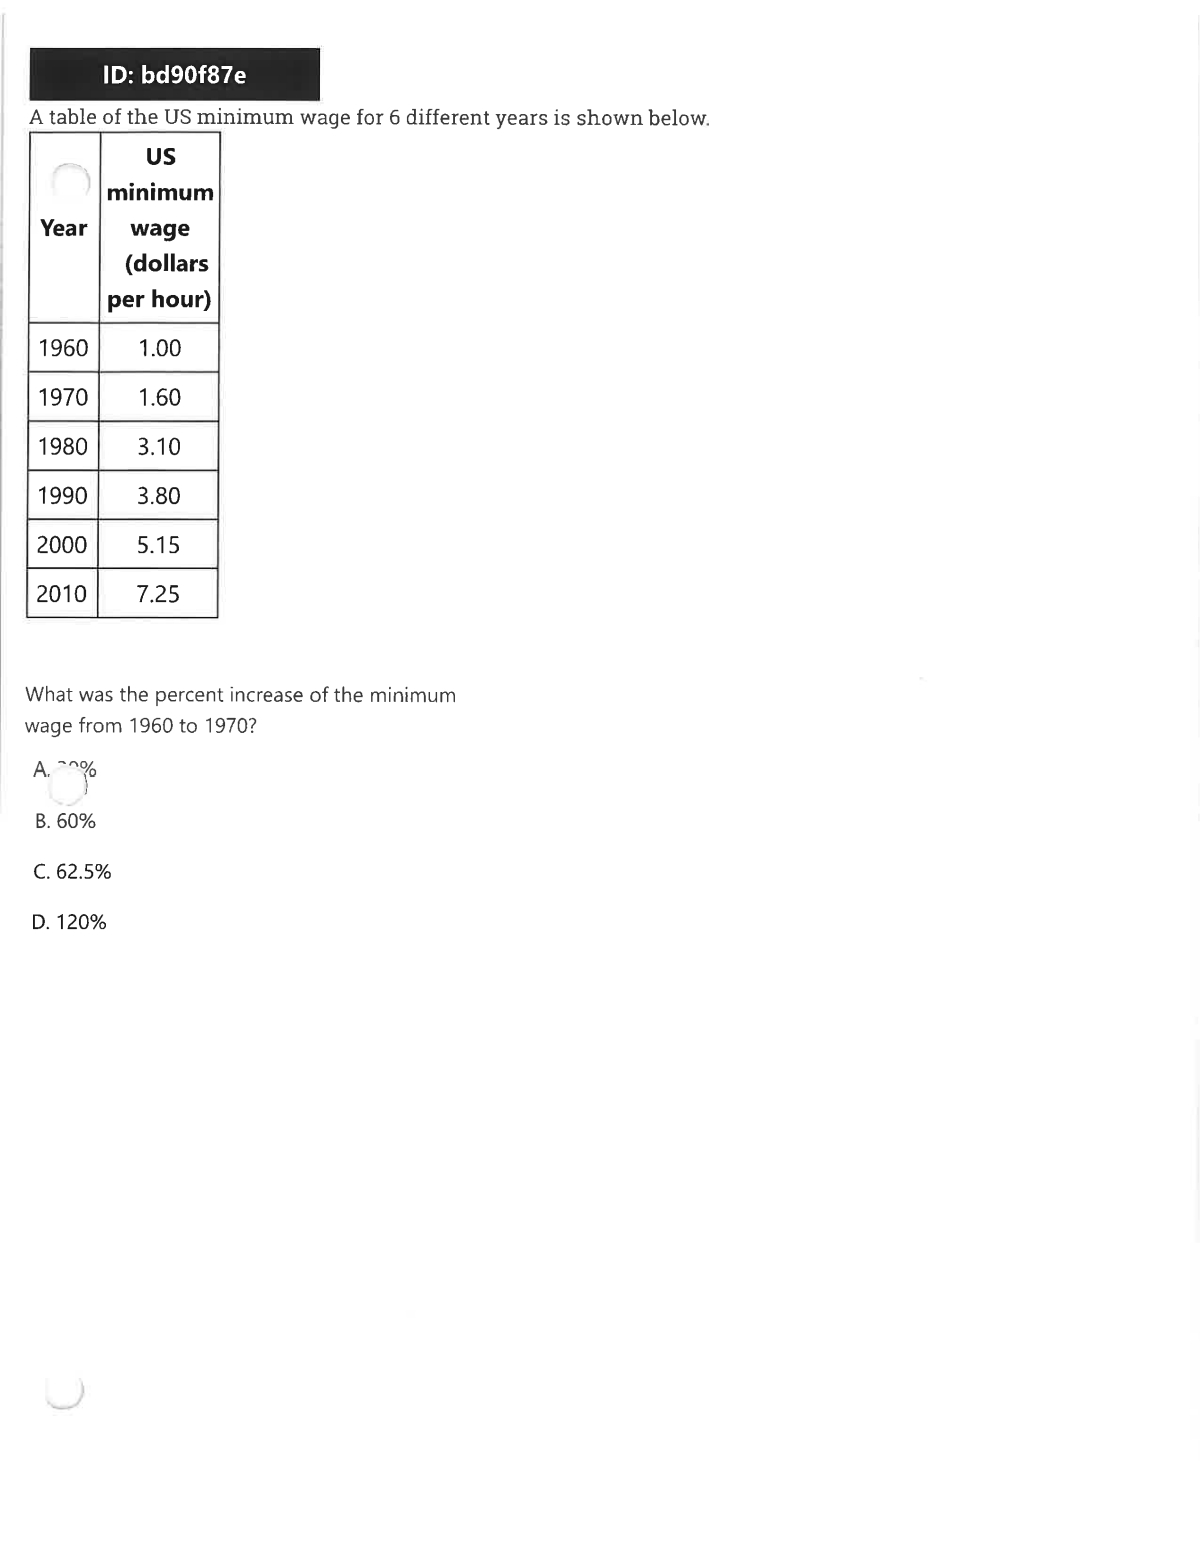 ID: bd90f87e
A table of the US minimum wage for 6 different years is shown below.
US
minimum
Year wage
(dollars
per hour)
1960 1.00
1970 1.60
1980 3.10
1990 3.80
2000 5.15
2010 7.25
What was the percent increase of the minimum
wage from 1960 to 1970?
A.
B. 60%
C. 62.5%
D. 120%